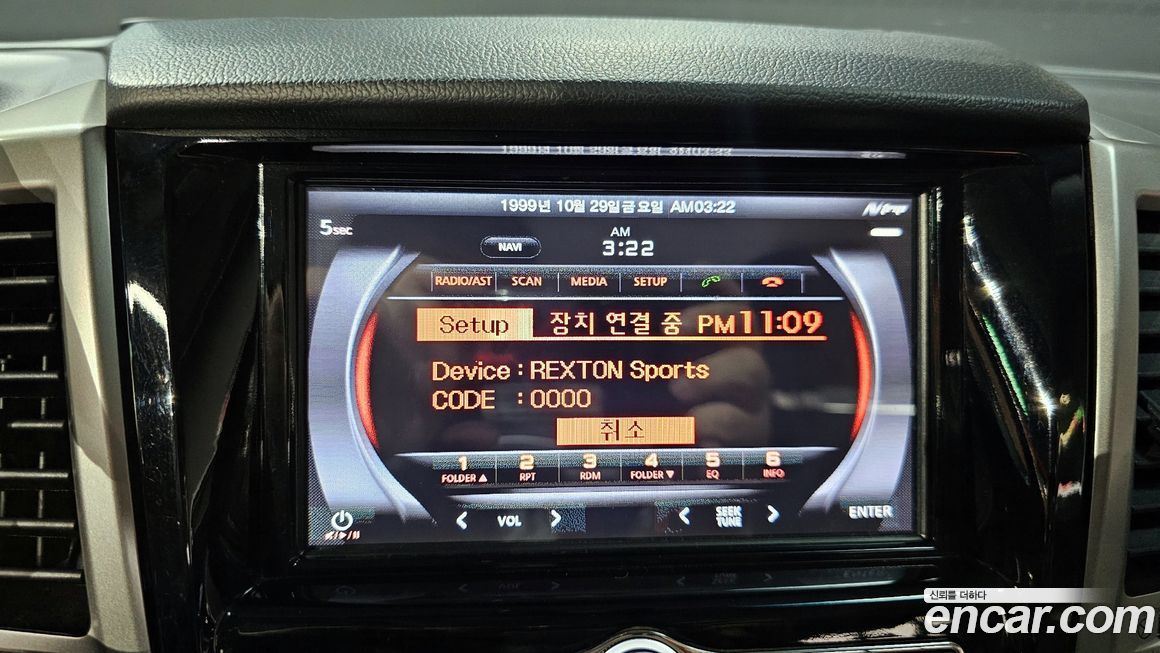 1999년 10월 29일금요일 AM03:22
5sec
AM
NAVI 3:22
RADIO/AST SCAN MEDIA SETUP
Setup 장치 연결 중 PM11:09
Device : REXTON Sports
CODE : 0000
취소
1 2 3 4 5 6
FOLDER▲ RPT RDM FOLDER▼ EQ INFO
< VOL > < SEEK TUNE > ENTER
신뢰를 더하다
encar.com